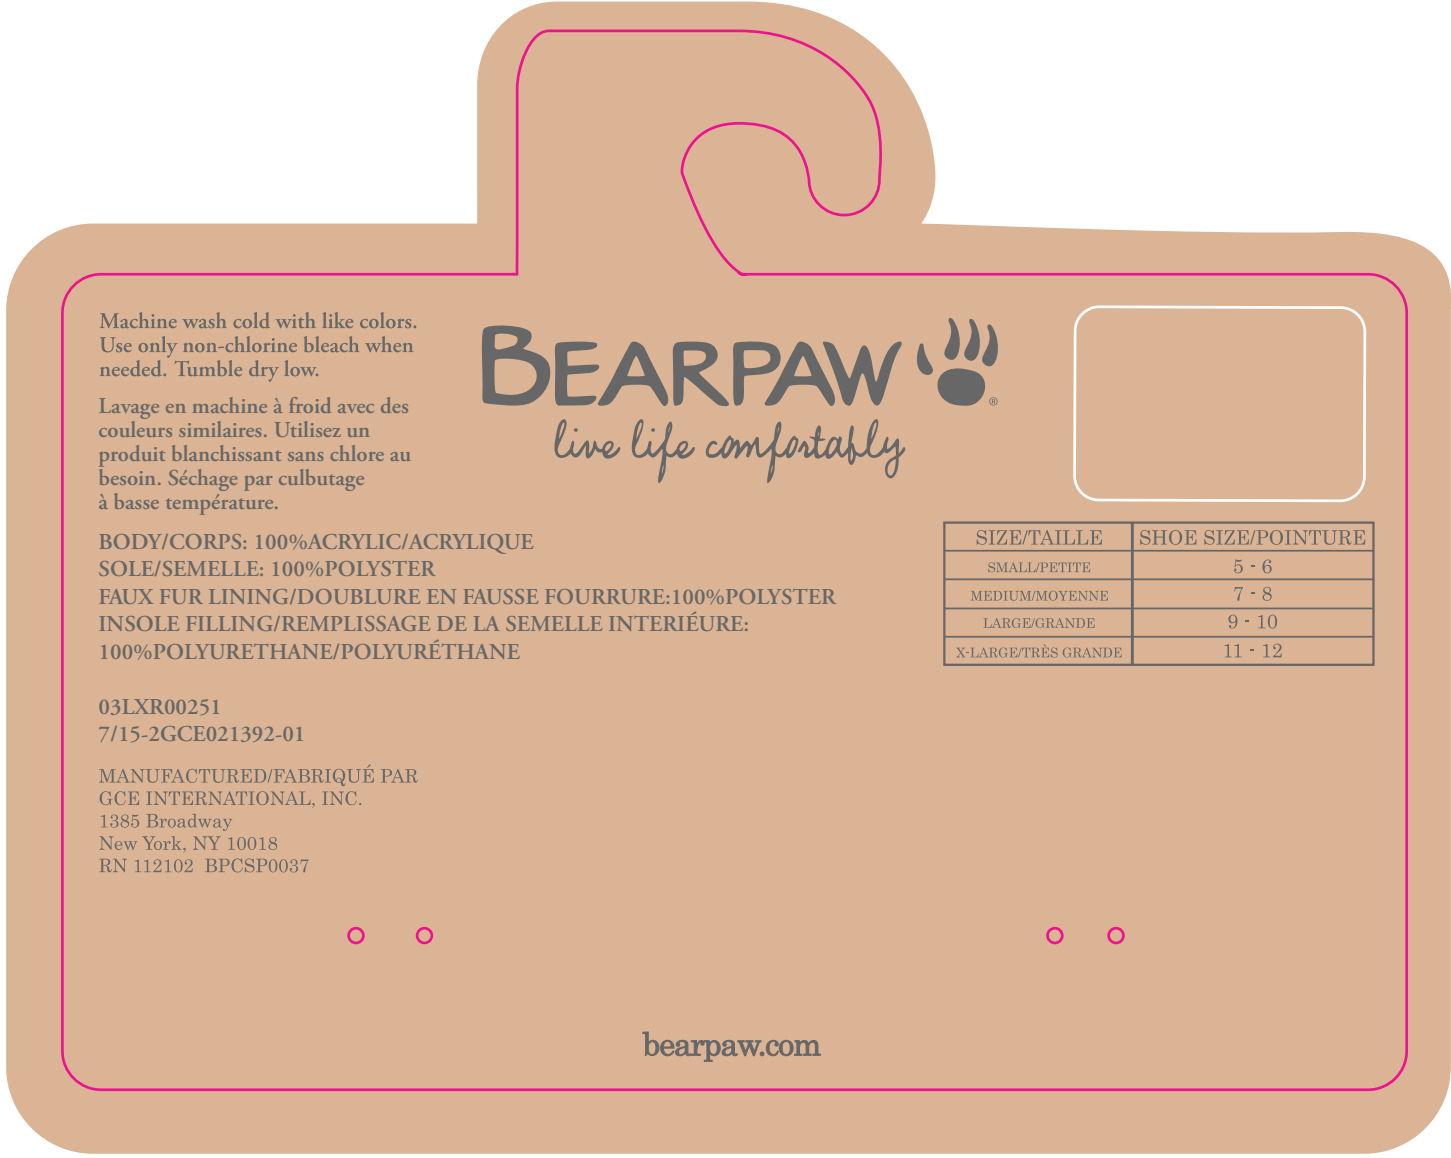 Machine wash cold with like colors.
Use only non-chlorine bleach when
needed. Tumble dry low.
Lavage en machine à froid avec des
couleurs similaires. Utilisez un
produit blanchissant sans chlore au
besoin. Séchage par culbutage
à basse température.
BEARPAW ®
live life comfortably
BODY/CORPS: 100%ACRYLIC/ACRYLIQUE
SOLE/SEMELLE: 100%POLYSTER
FAUX FUR LINING/DOUBLURE EN FAUSSE FOURRURE:100%POLYSTER
INSOLE FILLING/REMPLISSAGE DE LA SEMELLE INTERIÉURE:
100%POLYURETHANE/POLYURÉTHANE
SIZE/TAILLE SHOE SIZE/POINTURE
SMALL/PETITE 5 - 6
MEDIUM/MOYENNE 7 - 8
LARGE/GRANDE 9 - 10
X-LARGE/TRÈS GRANDE 11 - 12
03LXR00251
7/15-2GCE021392-01
MANUFACTURED/FABRIQUÉ PAR
GCE INTERNATIONAL, INC.
1385 Broadway
New York, NY 10018
RN 112102 BPCSP0037
bearpaw.com